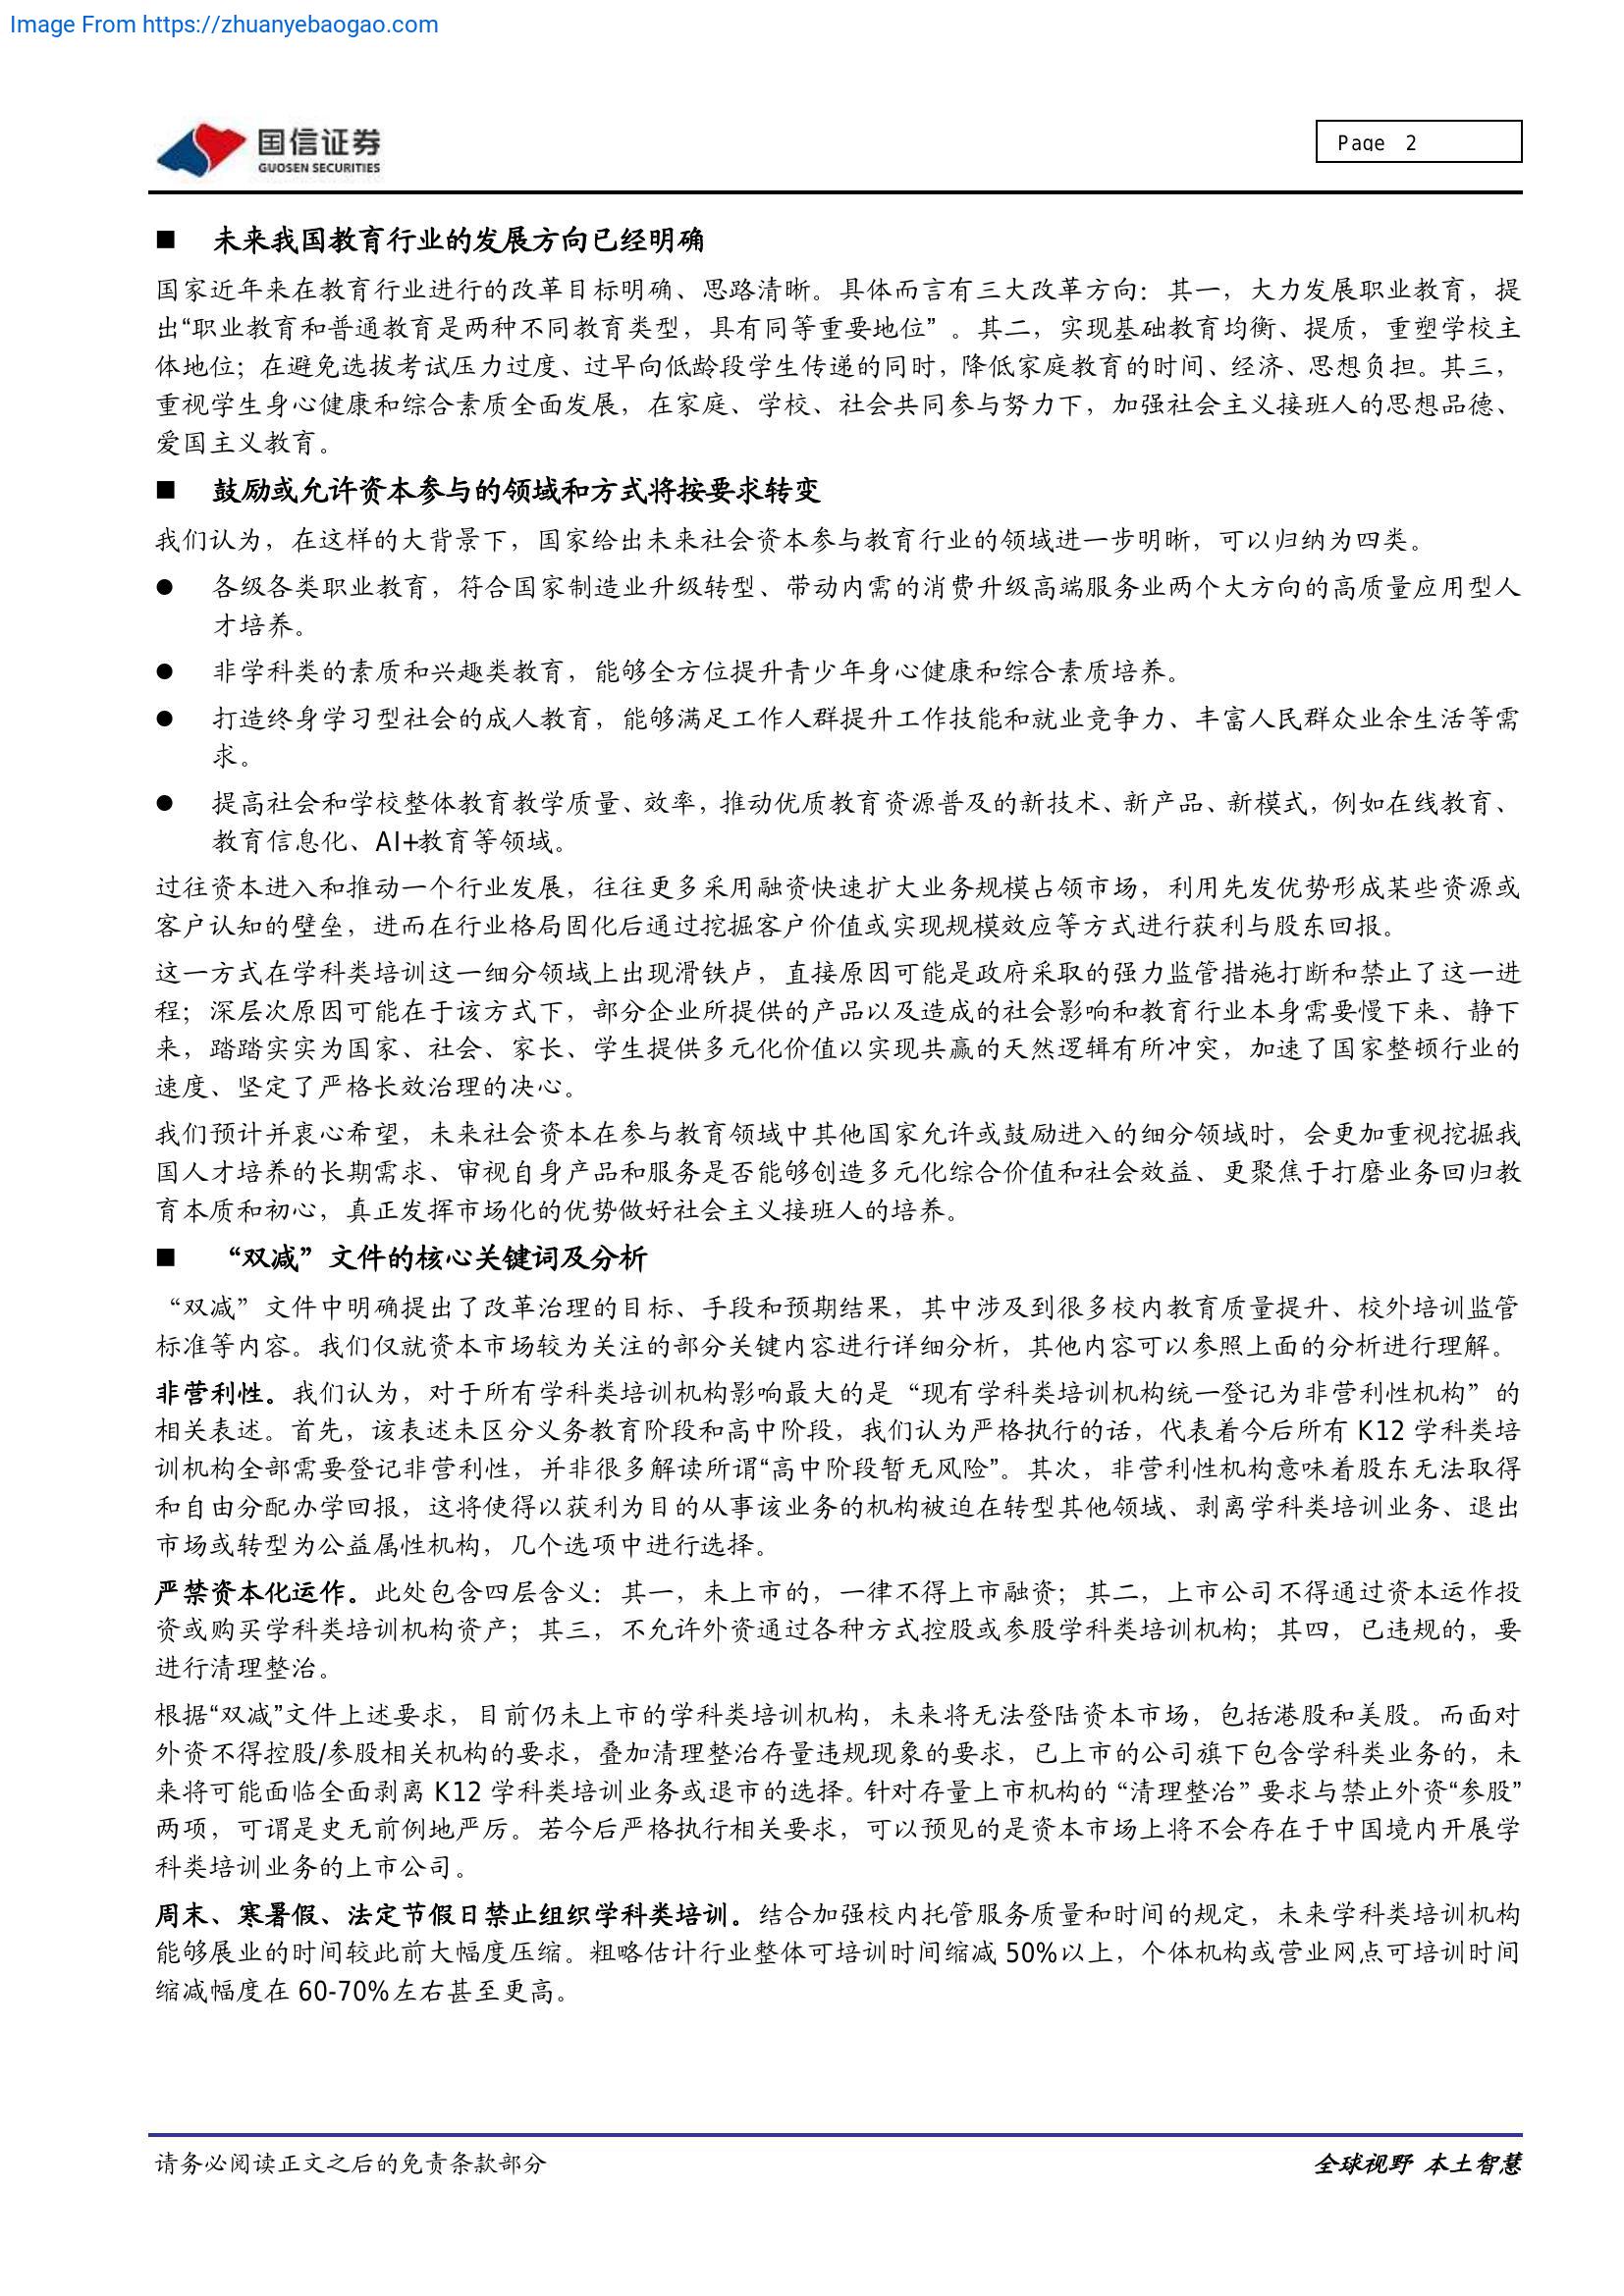 Image From https://zhuanyebaogao.com
国信证券
GUOSEN SECURITIES
Page 2
■ 未来我国教育行业的发展方向已经明确
国家近年来在教育行业进行的改革目标明确、思路清晰。具体而言有三大改革方向：其一，大力发展职业教育，提
出“职业教育和普通教育是两种不同教育类型，具有同等重要地位”。其二，实现基础教育均衡、提质，重塑学校主
体地位；在避免选拔考试压力过度、过早向低龄段学生传递的同时，降低家庭教育的时间、经济、思想负担。其三，
重视学生身心健康和综合素质全面发展，在家庭、学校、社会共同参与努力下，加强社会主义接班人的思想品德、
爱国主义教育。
■ 鼓励或允许资本参与的领域和方式将按要求转变
我们认为，在这样的大背景下，国家给出未来社会资本参与教育行业的领域进一步明晰，可以归纳为四类。
● 各级各类职业教育，符合国家制造业升级转型、带动内需的消费升级高端服务业两个大方向的高质量应用型人
才培养。
● 非学科类的素质和兴趣类教育，能够全方位提升青少年身心健康和综合素质培养。
● 打造终身学习型社会的成人教育，能够满足工作人群提升工作技能和就业竞争力、丰富人民群众业余生活等需
求。
● 提高社会和学校整体教育教学质量、效率，推动优质教育资源普及的新技术、新产品、新模式，例如在线教育、
教育信息化、AI+教育等领域。
过往资本进入和推动一个行业发展，往往更多采用融资快速扩大业务规模占领市场，利用先发优势形成某些资源或
客户认知的壁垒，进而在行业格局固化后通过挖掘客户价值或实现规模效应等方式进行获利与股东回报。
这一方式在学科类培训这一细分领域上出现滑铁卢，直接原因可能是政府采取的强力监管措施打断和禁止了这一进
程；深层次原因可能在于该方式下，部分企业所提供的产品以及造成的社会影响和教育行业本身需要慢下来、静下
来，踏踏实实为国家、社会、家长、学生提供多元化价值以实现共赢的天然逻辑有所冲突，加速了国家整顿行业的
速度、坚定了严格长效治理的决心。
我们预计并衷心希望，未来社会资本在参与教育领域中其他国家允许或鼓励进入的细分领域时，会更加重视挖掘我
国人才培养的长期需求、审视自身产品和服务是否能够创造多元化综合价值和社会效益、更聚焦于打磨业务回归教
育本质和初心，真正发挥市场化的优势做好社会主义接班人的培养。
■ “双减”文件的核心关键词及分析
“双减”文件中明确提出了改革治理的目标、手段和预期结果，其中涉及到很多校内教育质量提升、校外培训监管
标准等内容。我们仅就资本市场较为关注的部分关键内容进行详细分析，其他内容可以参照上面的分析进行理解。
非营利性。我们认为，对于所有学科类培训机构影响最大的是“现有学科类培训机构统一登记为非营利性机构”的
相关表述。首先，该表述未区分义务教育阶段和高中阶段，我们认为严格执行的话，代表着今后所有 K12 学科类培
训机构全部需要登记非营利性，并非很多解读所谓“高中阶段暂无风险”。其次，非营利性机构意味着股东无法取得
和自由分配办学回报，这将使得以获利为目的从事该业务的机构被迫在转型其他领域、剥离学科类培训业务、退出
市场或转型为公益属性机构，几个选项中进行选择。
严禁资本化运作。此处包含四层含义：其一，未上市的，一律不得上市融资；其二，上市公司不得通过资本运作投
资或购买学科类培训机构资产；其三，不允许外资通过各种方式控股或参股学科类培训机构；其四，已违规的，要
进行清理整治。
根据“双减”文件上述要求，目前仍未上市的学科类培训机构，未来将无法登陆资本市场，包括港股和美股。而面对
外资不得控股/参股相关机构的要求，叠加清理整治存量违规现象的要求，已上市的公司旗下包含学科类业务的，未
来将可能面临全面剥离 K12 学科类培训业务或退市的选择。针对存量上市机构的“清理整治”要求与禁止外资“参股”
两项，可谓是史无前例地严厉。若今后严格执行相关要求，可以预见的是资本市场上将不会存在于中国境内开展学
科类培训业务的上市公司。
周末、寒暑假、法定节假日禁止组织学科类培训。结合加强校内托管服务质量和时间的规定，未来学科类培训机构
能够展业的时间较此前大幅度压缩。粗略估计行业整体可培训时间缩减 50%以上，个体机构或营业网点可培训时间
缩减幅度在 60-70%左右甚至更高。
请务必阅读正文之后的免责条款部分
全球视野 本土智慧